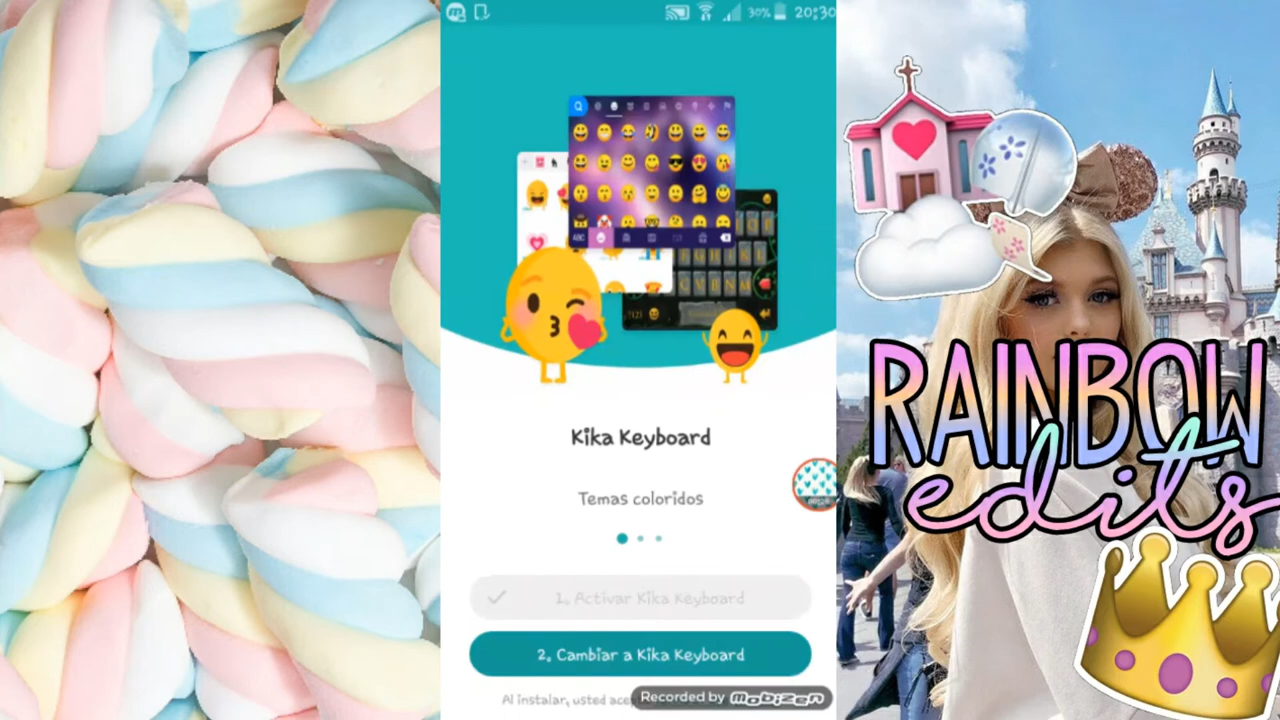 30% 20:30
ABC
Kika Keyboard
Temas coloridos
1. Activar Kika Keyboard
2. Cambiar a Kika Keyboard
Al instalar, usted
Recorded by mobizen
RAINBOW
edits